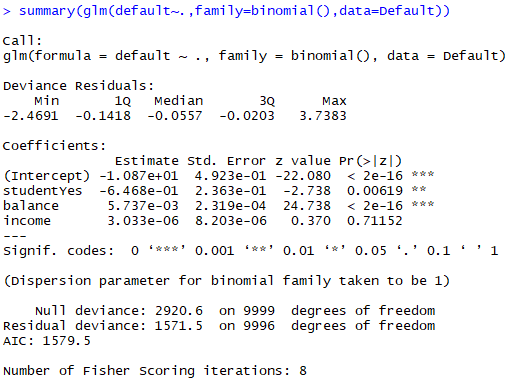 > summary(glm(default~.,family=binomial(),data=Default))
Call:
glm(formula = default ~ ., family = binomial(), data = Default)
Deviance Residuals:
Min 1Q Median 3Q Max
-2.4691 -0.1418 -0.0557 -0.0203 3.7383
Coefficients:
Estimate Std. Error z value Pr(>|z|)
(Intercept) -1.087e+01 4.923e-01 -22.080 < 2e-16 ***
studentYes -6.468e-01 2.363e-01 -2.738 0.00619 **
balance 5.737e-03 2.319e-04 24.738 < 2e-16 ***
income 3.033e-06 8.203e-06 0.370 0.71152
---
Signif. codes: 0 ‘***’ 0.001 ‘**’ 0.01 ‘*’ 0.05 ‘.’ 0.1 ‘ ’ 1
(Dispersion parameter for binomial family taken to be 1)
Null deviance: 2920.6 on 9999 degrees of freedom
Residual deviance: 1571.5 on 9996 degrees of freedom
AIC: 1579.5
Number of Fisher Scoring iterations: 8